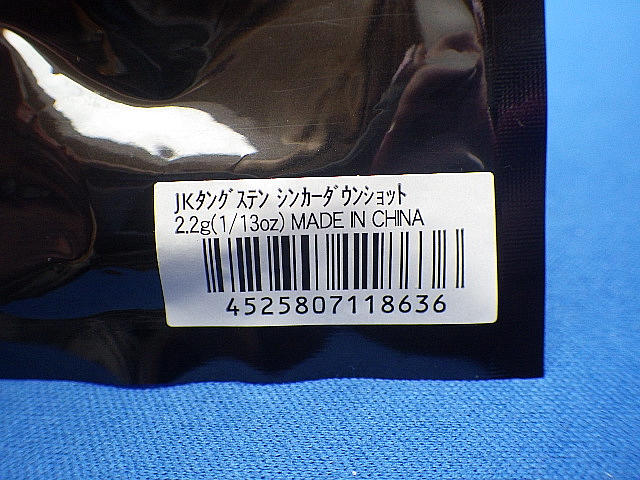 JKﾀﾝｸﾞｽﾃﾝ ｼﾝｶｰﾀﾞｳﾝｼｮｯﾄ
2.2g(1/13oz) MADE IN CHINA
4525807118636